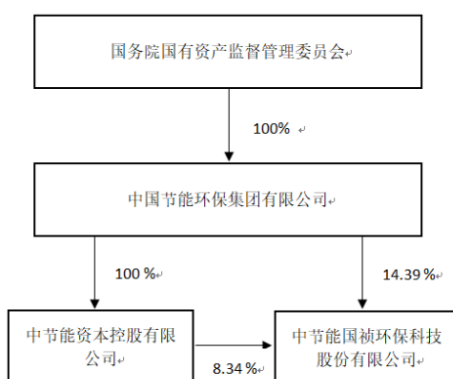 国务院国有资产监督管理委员会
100%
中国节能环保集团有限公司
100 %
14.39 %
中节能资本控股有限
公司
8.34 %
中节能国祯环保科技
股份有限公司